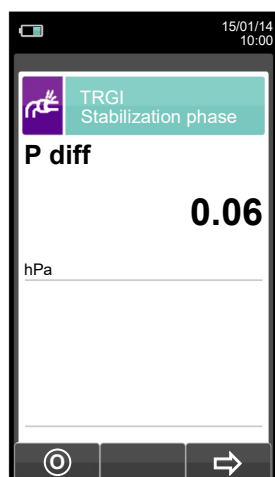 15/01/14
10:00
TRGI
Stabilization phase
P diff
0.06
hPa